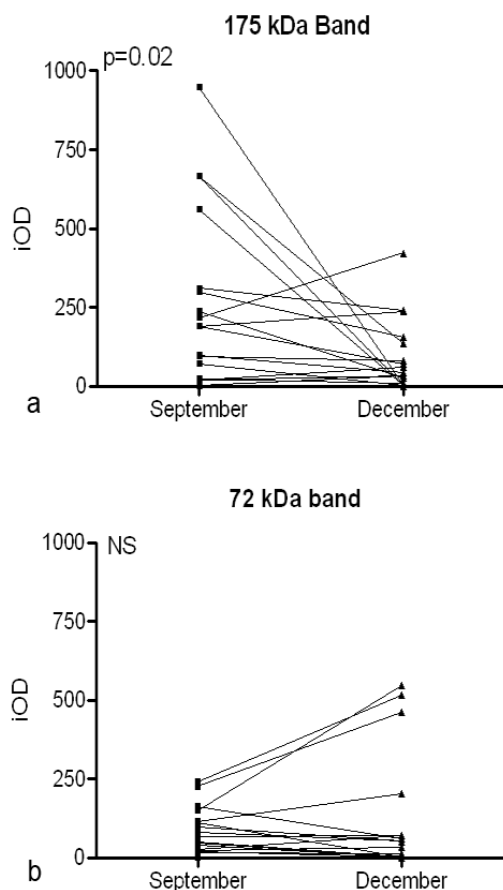 175 kDa Band
p=0.02
1000
750
500
250
0
iOD
September December
a
72 kDa band
NS
1000
750
500
250
0
iOD
September December
b